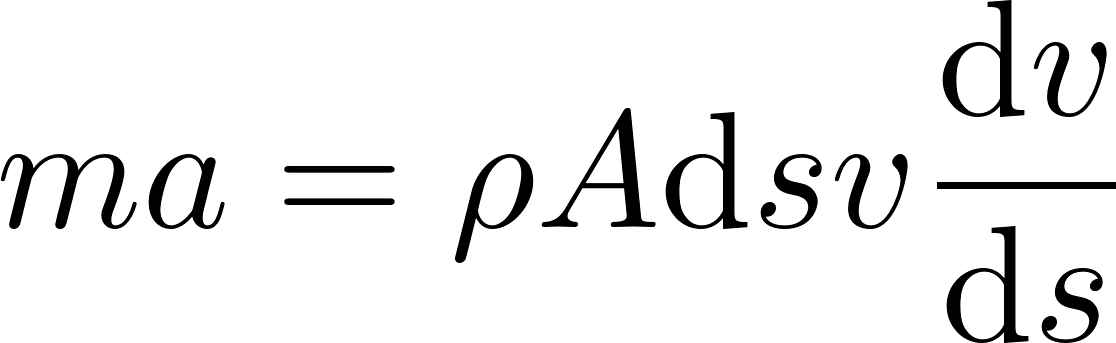 ma = ρAdsv dv/ds